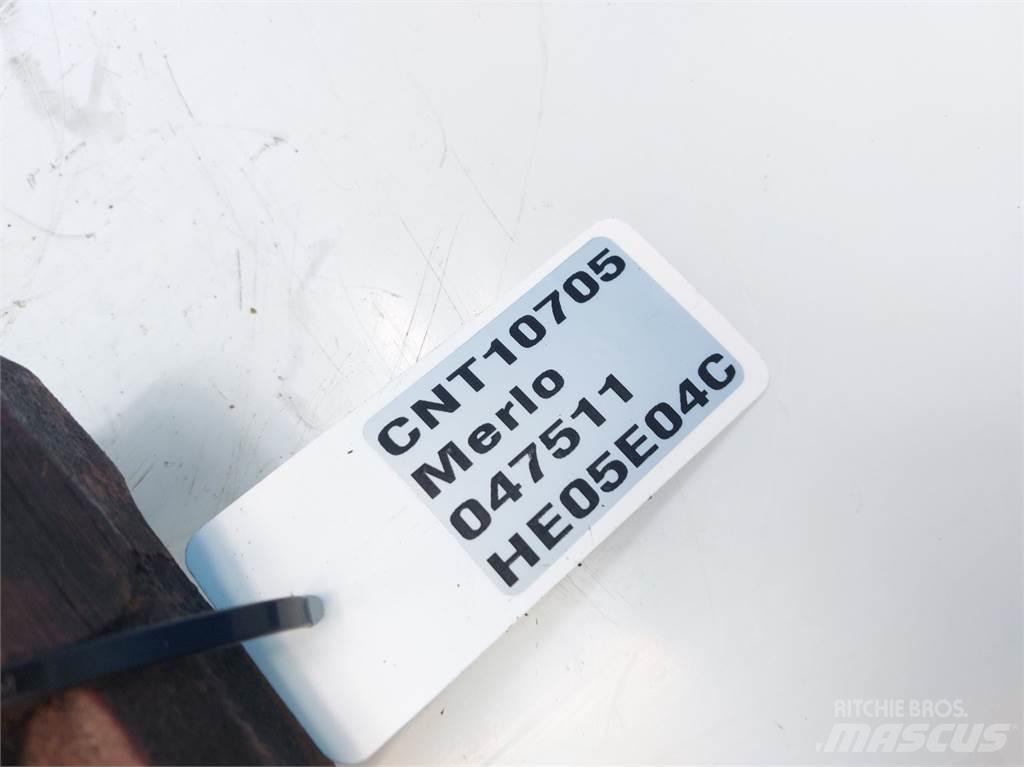 CNT10705
Merlo
047511
HE05E04C
RITCHIE BROS.
MASCUS